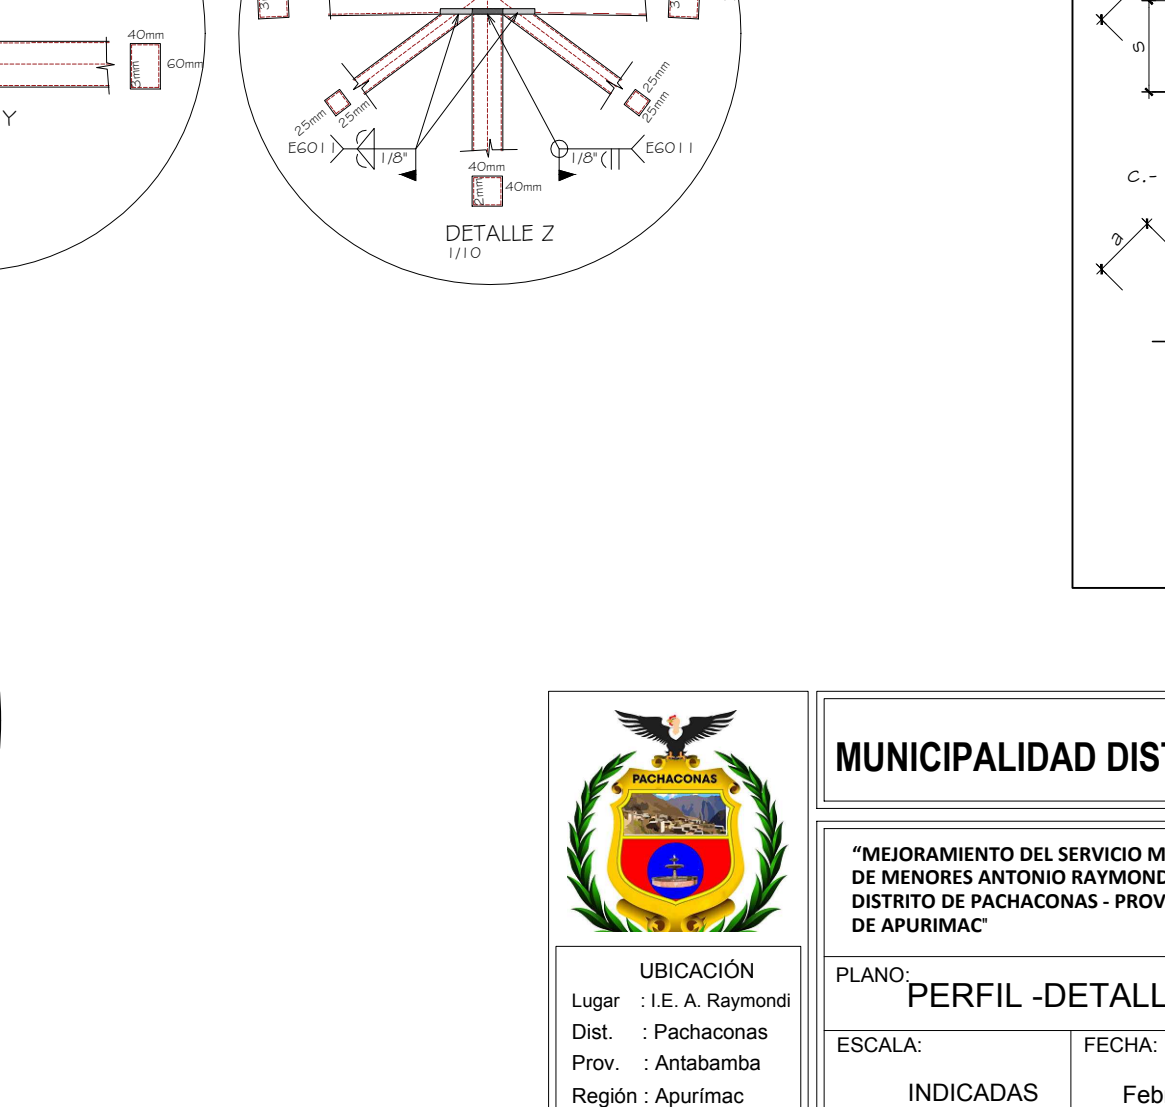 40mm
3mm
60mm
Y
25mm
25mm
25mm
25mm
E6011
1/8"
1/8"
E6011
40mm
2mm
40mm
DETALLE Z
1/10
s
c.-
a
PACHACONAS
MUNICIPALIDAD DIS
"MEJORAMIENTO DEL SERVICIO M
DE MENORES ANTONIO RAYMOND
DISTRITO DE PACHACONAS - PROV
DE APURIMAC"
UBICACIÓN
Lugar : I.E. A. Raymondi
Dist. : Pachaconas
Prov. : Antabamba
Región : Apurímac
PLANO:
PERFIL -DETALL
ESCALA:
INDICADAS
FECHA:
Feb